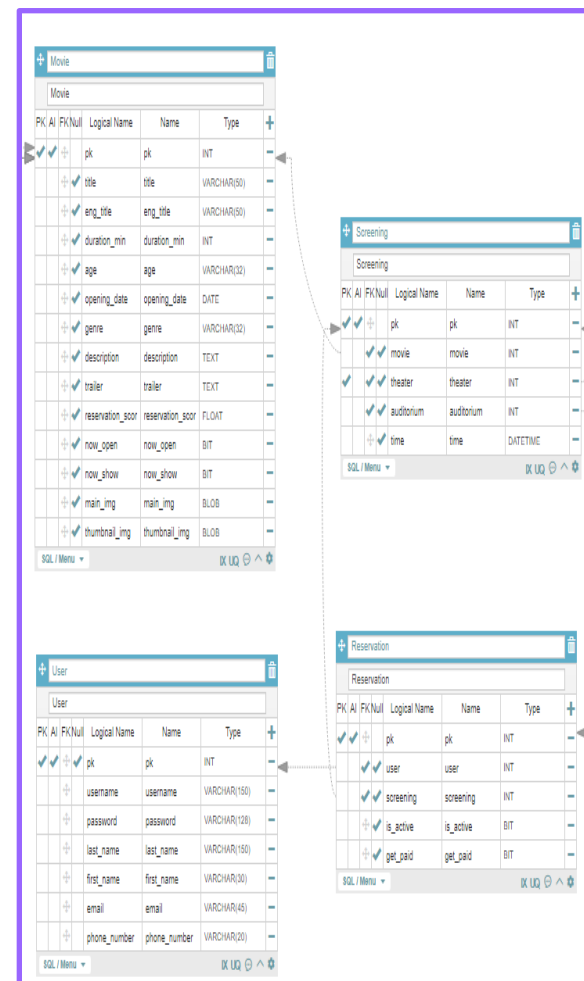 Movie
Movie
PK AI FK Null Logical Name Name Type
pk pk INT
title title VARCHAR(50)
eng_title eng_title VARCHAR(50)
duration_min duration_min INT
age age VARCHAR(32)
opening_date opening_date DATE
genre genre VARCHAR(32)
description description TEXT
trailer trailer TEXT
reservation_scor reservation_scor FLOAT
now_open now_open BIT
now_show now_show BIT
main_img main_img BLOB
thumbnail_img thumbnail_img BLOB
SQL / Menu IX UQ
Screening
Screening
PK AI FK Null Logical Name Name Type
pk pk INT
movie movie INT
theater theater INT
auditorium auditorium INT
time time DATETIME
SQL / Menu IX UQ
User
User
PK AI FK Null Logical Name Name Type
pk pk INT
username username VARCHAR(150)
password password VARCHAR(128)
last_name last_name VARCHAR(150)
first_name first_name VARCHAR(30)
email email VARCHAR(45)
phone_number phone_number VARCHAR(20)
SQL / Menu IX UQ
Reservation
Reservation
PK AI FK Null Logical Name Name Type
pk pk INT
user user INT
screening screening INT
is_active is_active BIT
get_paid get_paid BIT
SQL / Menu IX UQ